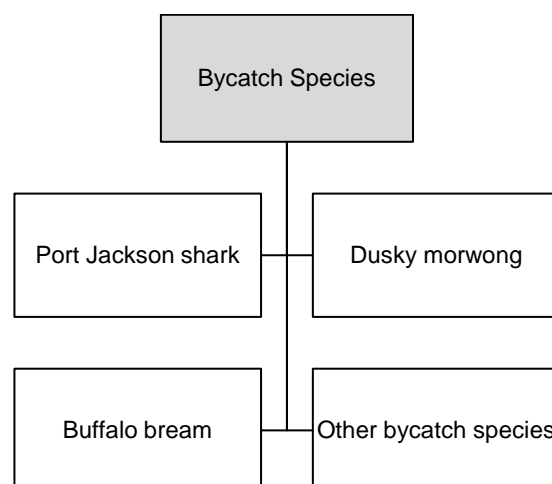 Bycatch Species
Port Jackson shark
Dusky morwong
Buffalo bream
Other bycatch species